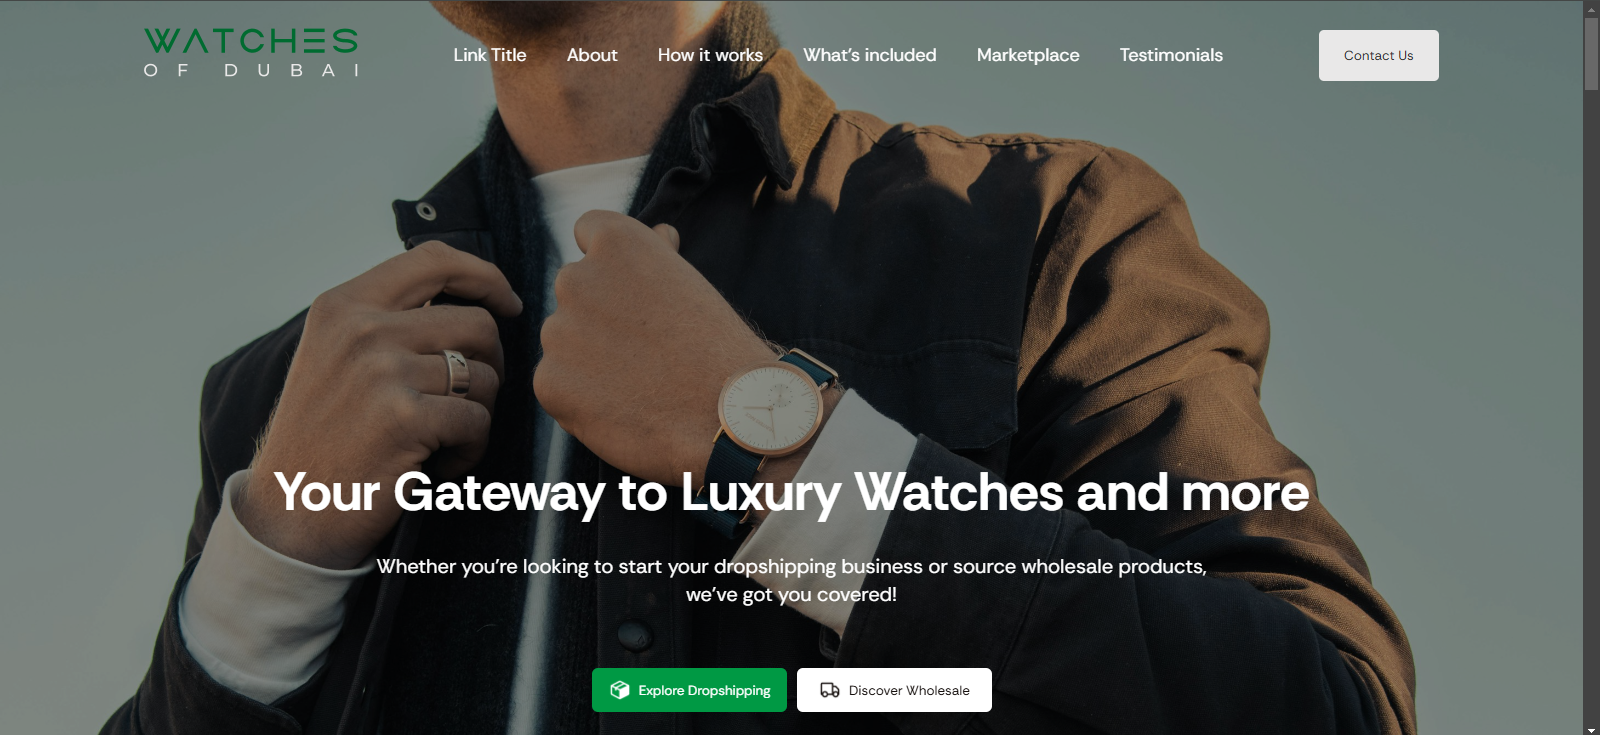 WATCHES
OF DUBAI
Link Title
About
How it works
What's included
Marketplace
Testimonials
Contact Us
Your Gateway to Luxury Watches and more
Whether you're looking to start your dropshipping business or source wholesale products,
we've got you covered!
Explore Dropshipping
Discover Wholesale